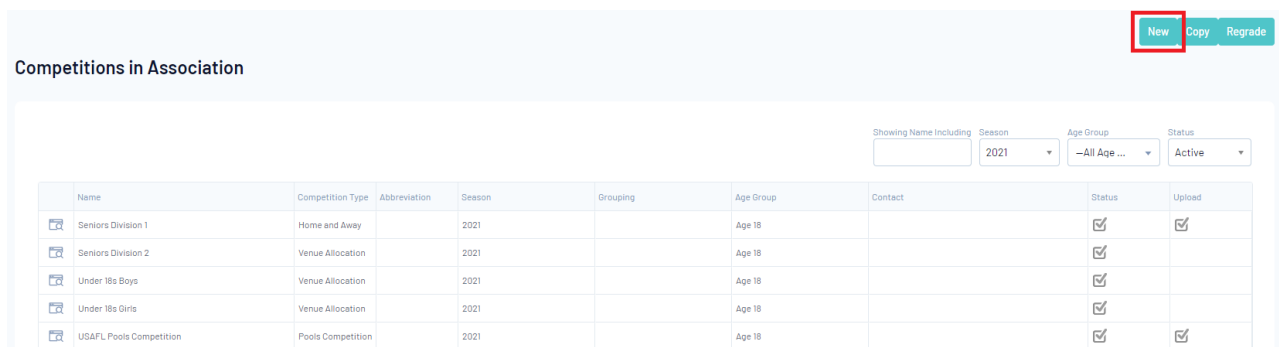 New Copy Regrade
Competitions in Association
Showing Name Including Season Age Group Status
2021 —All Age ... Active
Name Competition Type Abbreviation Season Grouping Age Group Contact Status Upload
Seniors Division 1 Home and Away 2021 Age 18
Seniors Division 2 Venue Allocation 2021 Age 18
Under 18s Boys Venue Allocation 2021 Age 18
Under 18s Girls Venue Allocation 2021 Age 18
USAFL Pools Competition Pools Competition 2021 Age 18